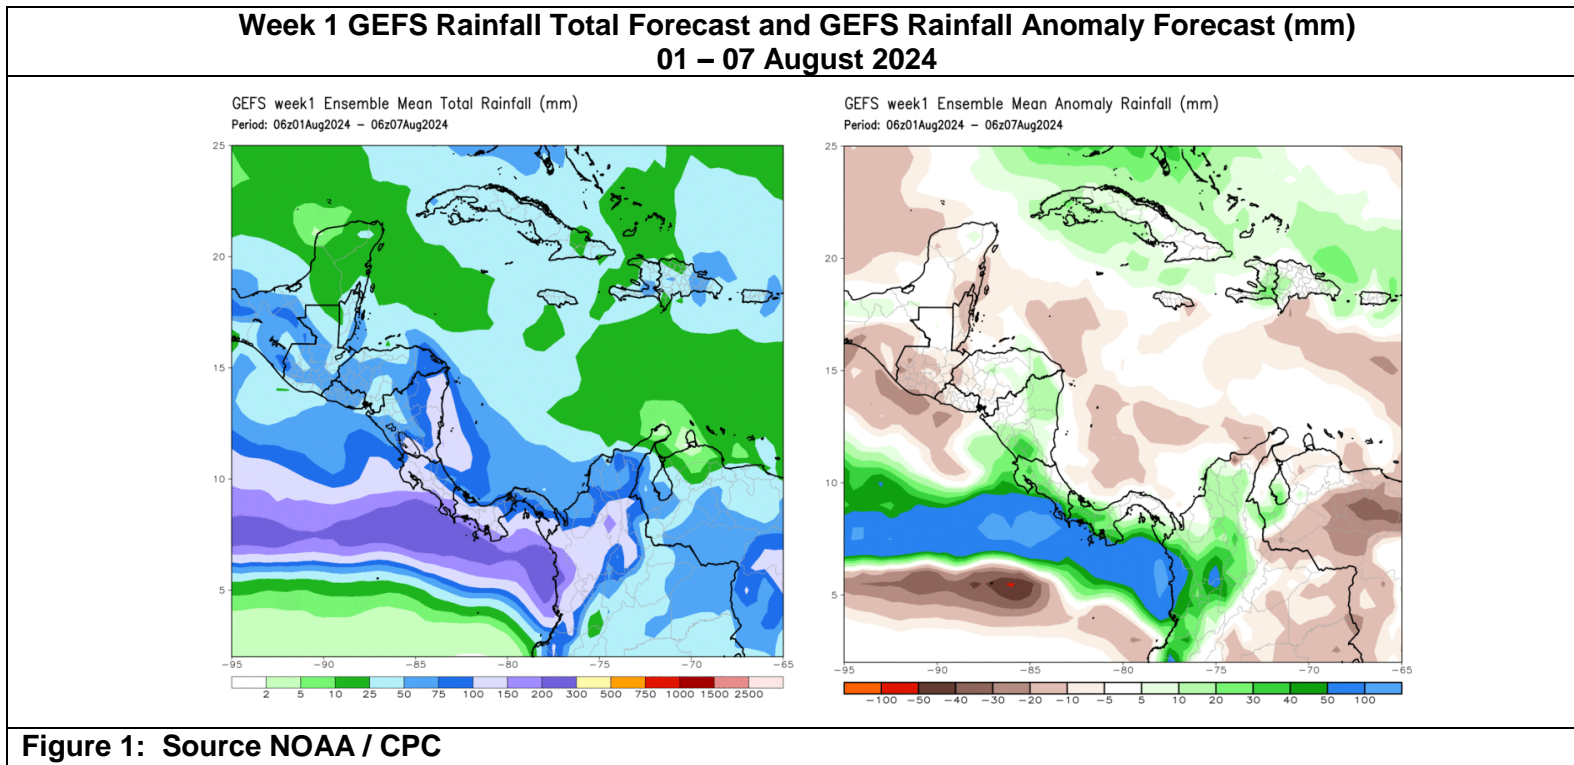 Week 1 GEFS Rainfall Total Forecast and GEFS Rainfall Anomaly Forecast (mm)
01 – 07 August 2024
GEFS week1 Ensemble Mean Total Rainfall (mm)
Period: 06z01Aug2024 – 06z07Aug2024
25
20
15
10
5
−95
−90
−85
−80
−75
−70
−65
2 5 10 25 50 75 100 150 200 300 500 750 1000 1500 2500
GEFS week1 Ensemble Mean Anomaly Rainfall (mm)
Period: 06z01Aug2024 – 06z07Aug2024
25
20
15
10
5
−95
−90
−85
−80
−75
−70
−65
−100 −50 −40 −30 −20 −10 −5 5 10 20 30 40 50 100
Figure 1: Source NOAA / CPC